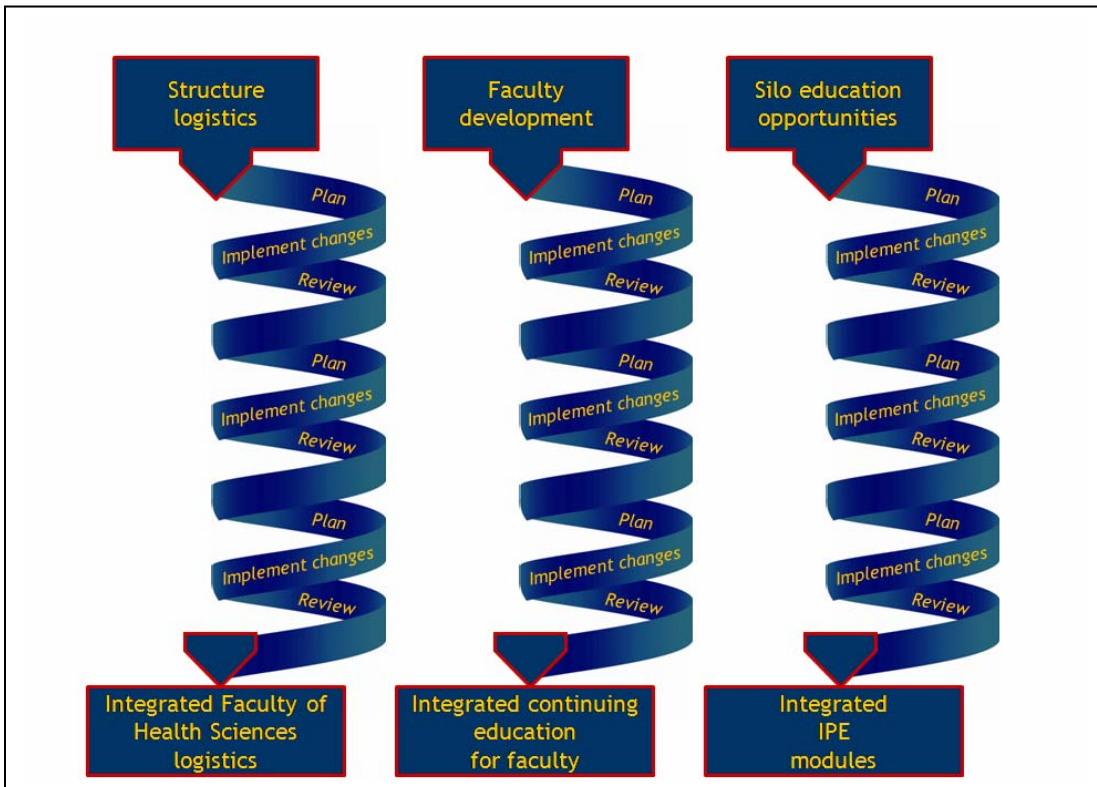 Structure
logistics
Faculty
development
Silo education
opportunities
Plan
Implement changes
Review
Plan
Implement changes
Review
Plan
Implement changes
Review
Plan
Implement changes
Review
Plan
Implement changes
Review
Plan
Implement changes
Review
Plan
Implement changes
Review
Plan
Implement changes
Review
Plan
Implement changes
Review
Integrated Faculty of
Health Sciences
logistics
Integrated continuing
education
for faculty
Integrated
IPE
modules